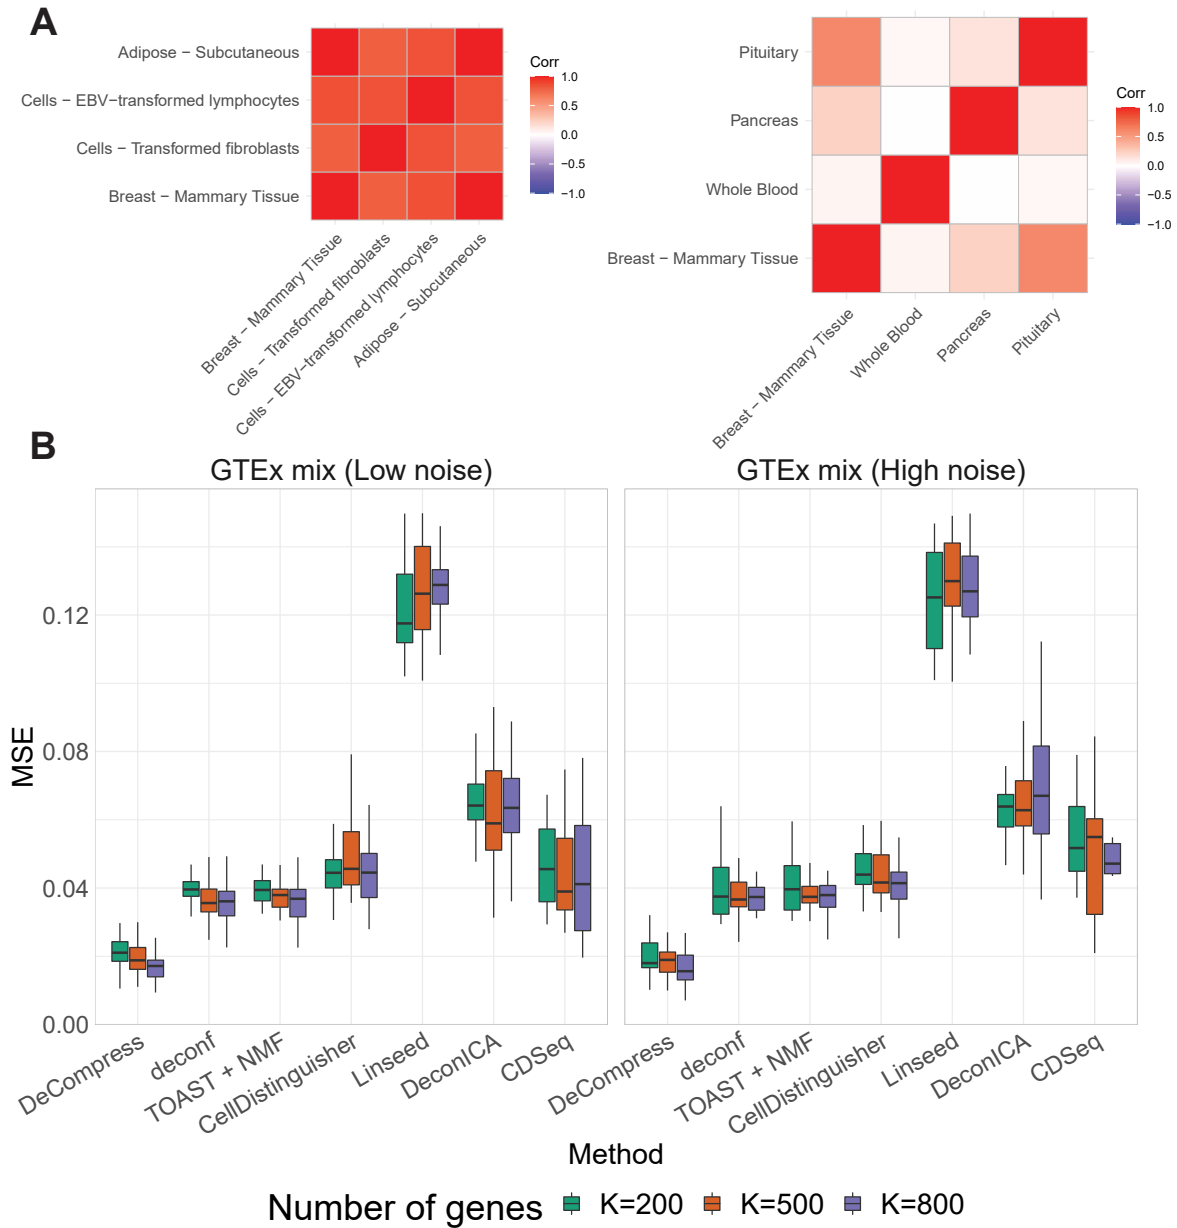 A
Adipose − Subcutaneous
Cells − EBV−transformed lymphocytes
Cells − Transformed fibroblasts
Breast − Mammary Tissue
Breast − Mammary Tissue
Cells − Transformed fibroblasts
Cells − EBV−transformed lymphocytes
Adipose − Subcutaneous
Corr
1.0
0.5
0.0
−0.5
−1.0
Pituitary
Pancreas
Whole Blood
Breast − Mammary Tissue
Breast − Mammary Tissue
Whole Blood
Pancreas
Pituitary
Corr
1.0
0.5
0.0
−0.5
−1.0
B
GTEx mix (Low noise)
GTEx mix (High noise)
MSE
0.12
0.08
0.04
0.00
DeCompress
deconf
TOAST + NMF
CellDistinguisher
Linseed
DeconICA
CDSeq
DeCompress
deconf
TOAST + NMF
CellDistinguisher
Linseed
DeconICA
CDSeq
Method
Number of genes K=200 K=500 K=800